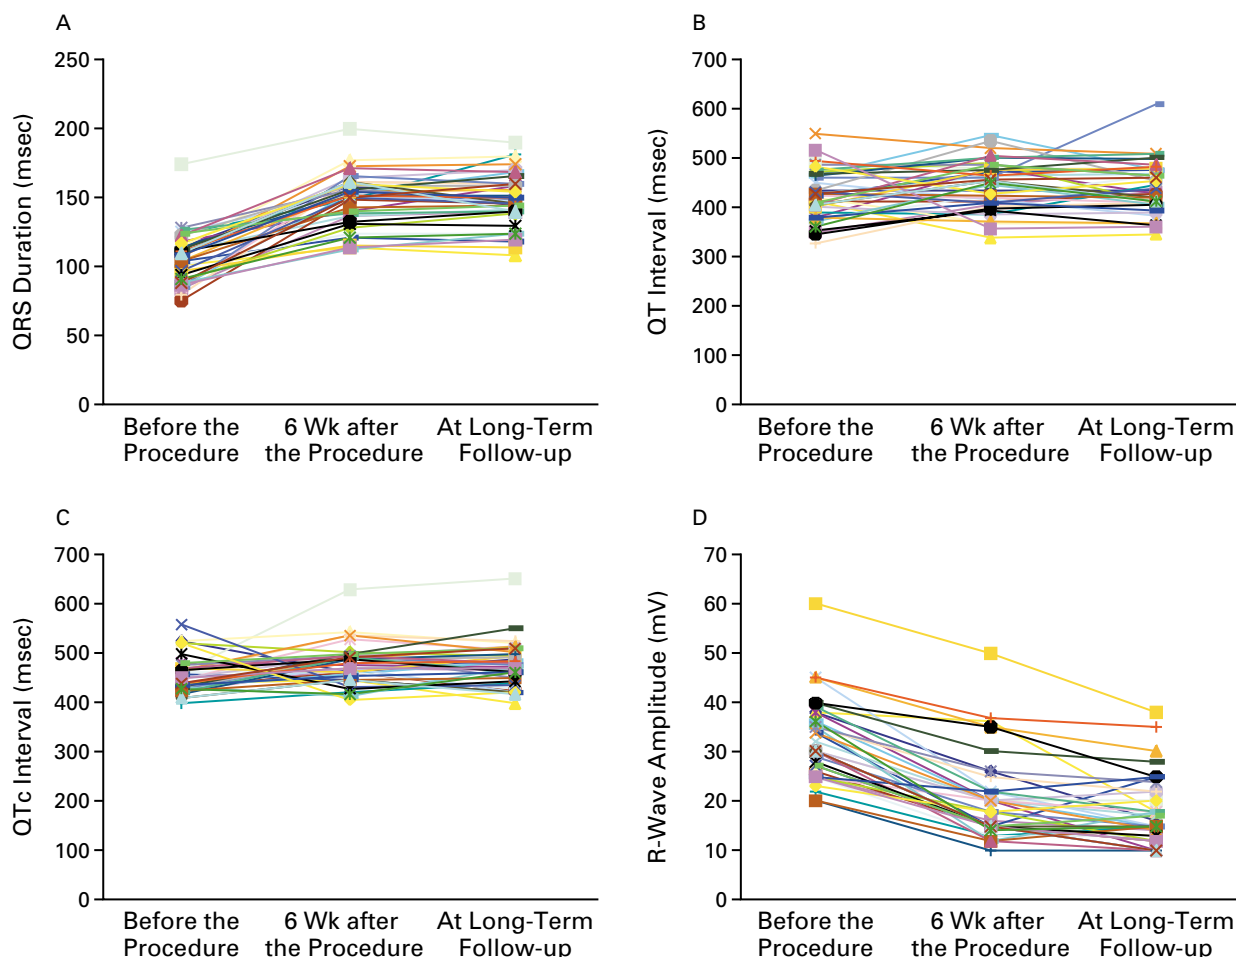 A
QRS Duration (msec)
250
200
150
100
50
0
Before the
Procedure
6 Wk after
the Procedure
At Long-Term
Follow-up
B
QT Interval (msec)
700
600
500
400
300
200
100
0
Before the
Procedure
6 Wk after
the Procedure
At Long-Term
Follow-up
C
QTc Interval (msec)
700
600
500
400
300
200
100
0
Before the
Procedure
6 Wk after
the Procedure
At Long-Term
Follow-up
D
R-Wave Amplitude (mV)
70
60
50
40
30
20
10
0
Before the
Procedure
6 Wk after
the Procedure
At Long-Term
Follow-up